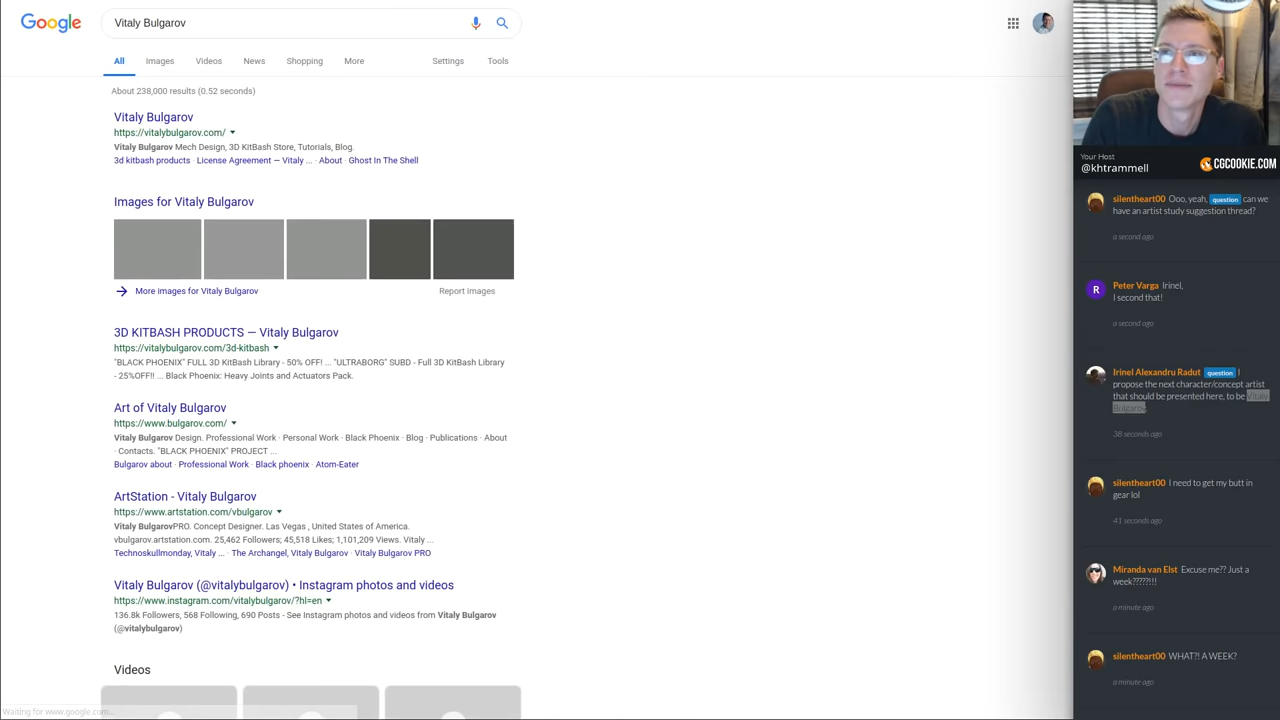 Google
Vitaly Bulgarov
All Images Videos News Shopping More Settings Tools
About 238,000 results (0.52 seconds)
Vitaly Bulgarov
https://vitalybulgarov.com/
Vitaly Bulgarov Mech Design, 3D KitBash Store, Tutorials, Blog.
3d kitbash products · License Agreement — Vitaly ... · About · Ghost In The Shell
Images for Vitaly Bulgarov
More images for Vitaly Bulgarov
Report images
3D KITBASH PRODUCTS — Vitaly Bulgarov
https://vitalybulgarov.com/3d-kitbash
"BLACK PHOENIX" FULL 3D KitBash Library - 50% OFF! ... "ULTRABORG" SUBD - Full 3D KitBash Library
- 25%OFF!! ... Black Phoenix: Heavy Joints and Actuators Pack.
Art of Vitaly Bulgarov
https://www.bulgarov.com/
Vitaly Bulgarov Design. Professional Work · Personal Work · Black Phoenix · Blog · Publications · About
· Contacts. "BLACK PHOENIX" PROJECT ...
Bulgarov about · Professional Work · Black phoenix · Atom-Eater
ArtStation - Vitaly Bulgarov
https://www.artstation.com/vbulgarov
Vitaly BulgarovPRO. Concept Designer. Las Vegas , United States of America.
vbulgarov.artstation.com. 25,462 Followers; 45,518 Likes; 1,101,209 Views. Vitaly ...
Technoskullmonday, Vitaly ... · The Archangel, Vitaly Bulgarov · Vitaly Bulgarov PRO
Vitaly Bulgarov (@vitalybulgarov) • Instagram photos and videos
https://www.instagram.com/vitalybulgarov/?hl=en
136.8k Followers, 568 Following, 690 Posts - See Instagram photos and videos from Vitaly Bulgarov
(@vitalybulgarov)
Videos
Waiting for www.google.com...
Your Host
@khtrammell
CGCOOKIE.COM
silentheart00 Ooo, yeah, question can we
have an artist study suggestion thread?
a second ago
R
Peter Varga Irinel,
I second that!
a second ago
Irinel Alexandru Radut question I
propose the next character/concept artist
that should be presented here, to be Vitaly
Bulgarov
38 seconds ago
silentheart00 I need to get my butt in
gear lol
41 seconds ago
Miranda van Elst Excuse me?? Just a
week?????!!!
a minute ago
silentheart00 WHAT?! A WEEK?
a minute ago